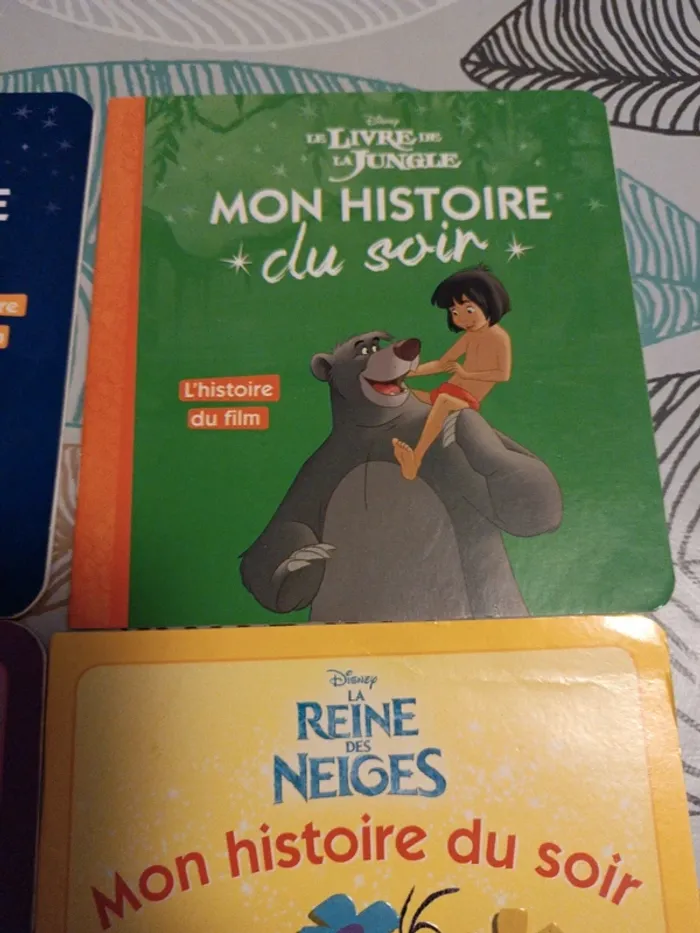 Disney
LE LIVRE DE
LA JUNGLE
MON HISTOIRE
du soir
L'histoire
du film
Disney
LA
REINE
DES
NEIGES
Mon histoire du soir